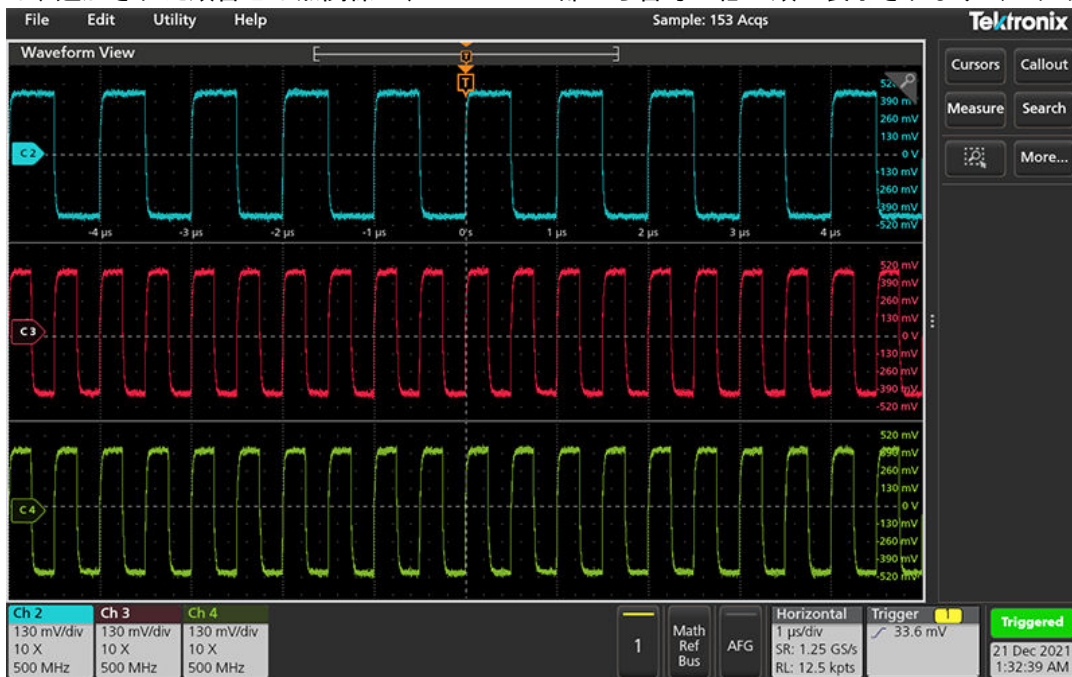 File Edit Utility Help Sample: 153 Acqs Tektronix
Waveform View
Cursors Callout
Measure Search
More...
T
T
C2
390 m
260 mV
130 mV
0 V
-130 mV
-260 mV
-390 mV
-520 mV
-4 µs -3 µs -2 µs -1 µs 0 s 1 µs 2 µs 3 µs 4 µs
C3
520 mV
390 mV
260 mV
130 mV
0 V
-130 mV
-260 mV
-390 mV
-520 mV
C4
520 mV
390 mV
260 mV
130 mV
0 V
-130 mV
-260 mV
-390 mV
-520 mV
Ch 2
130 mV/div
10 X
500 MHz
Ch 3
130 mV/div
10 X
500 MHz
Ch 4
130 mV/div
10 X
500 MHz
1
Math
Ref
Bus
AFG
Horizontal
1 µs/div
SR: 1.25 GS/s
RL: 12.5 kpts
Trigger 1
33.6 mV
Triggered
21 Dec 2021
1:32:39 AM